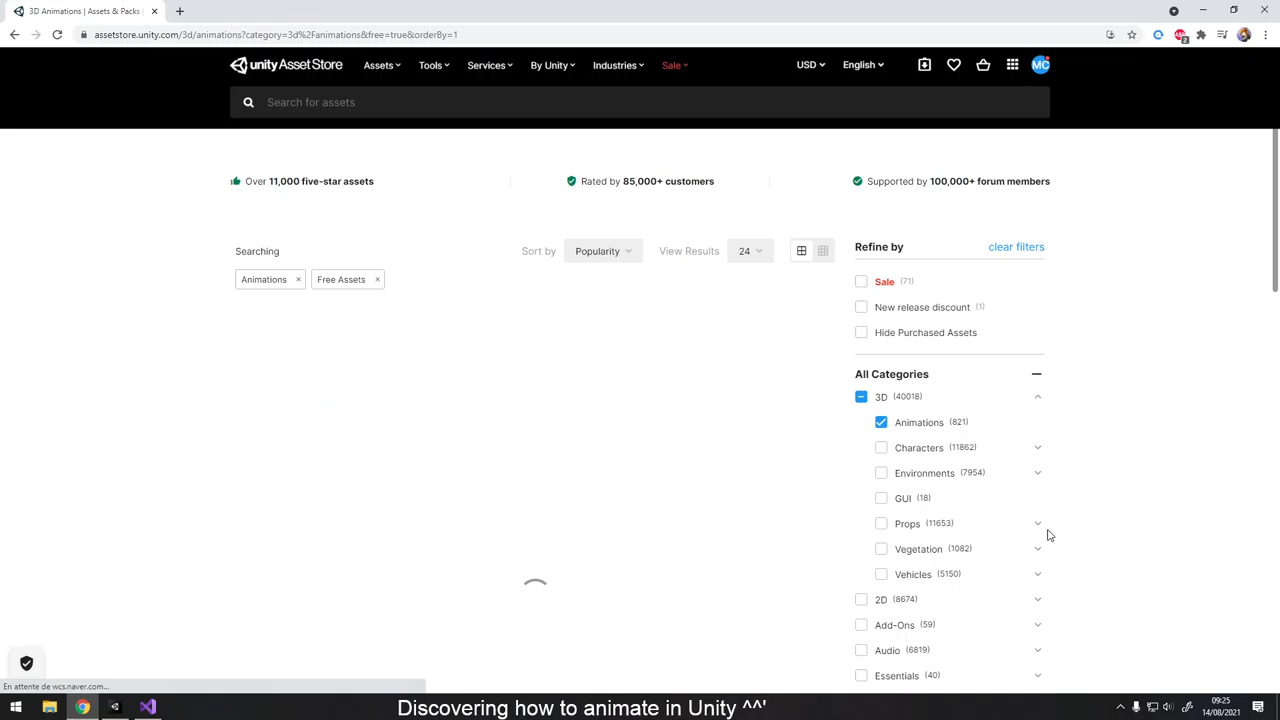 3D Animations | Assets & Packs
assetstore.unity.com/3d/animations?category=3d%2Fanimations&free=true&orderBy=1
2
unity Asset Store
Assets
Tools
Services
By Unity
Industries
Sale
USD
English
MC
Search for assets
Over 11,000 five-star assets
Rated by 85,000+ customers
Supported by 100,000+ forum members
Searching
Sort by
Popularity
View Results
24
Animations ×
Free Assets ×
Refine by
clear filters
Sale (71)
New release discount (1)
Hide Purchased Assets
All Categories
3D (40018)
Animations (821)
Characters (11862)
Environments (7954)
GUI (18)
Props (11653)
Vegetation (1082)
Vehicles (5150)
2D (8674)
Add-Ons (59)
Audio (6819)
Essentials (40)
En attente de wcs.naver.com...
Discovering how to animate in Unity ^^'
09:25
14/08/2021